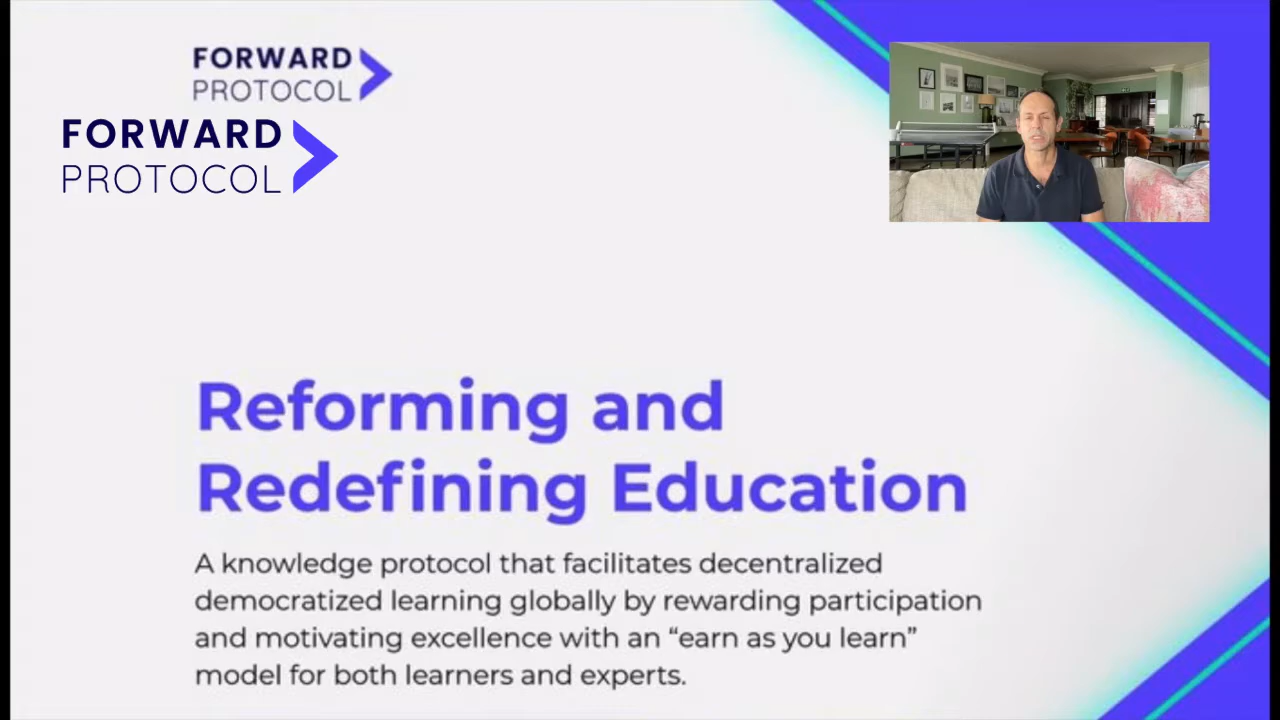 FORWARD
PROTOCOL
FORWARD
PROTOCOL
Reforming and
Redefining Education
A knowledge protocol that facilitates decentralized
democratized learning globally by rewarding participation
and motivating excellence with an “earn as you learn”
model for both learners and experts.